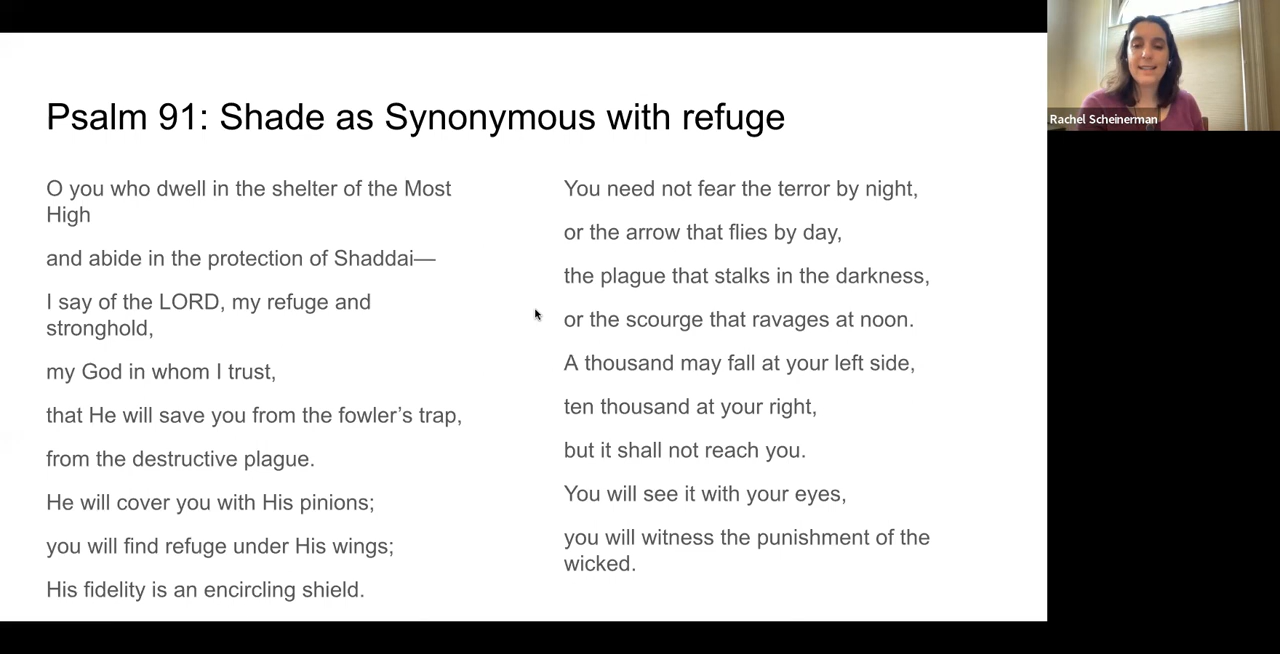 Psalm 91: Shade as Synonymous with refuge
O you who dwell in the shelter of the Most
High
and abide in the protection of Shaddai—
I say of the LORD, my refuge and
stronghold,
my God in whom I trust,
that He will save you from the fowler’s trap,
from the destructive plague.
He will cover you with His pinions;
you will find refuge under His wings;
His fidelity is an encircling shield.
You need not fear the terror by night,
or the arrow that flies by day,
the plague that stalks in the darkness,
or the scourge that ravages at noon.
A thousand may fall at your left side,
ten thousand at your right,
but it shall not reach you.
You will see it with your eyes,
you will witness the punishment of the
wicked.
Rachel Scheinerman